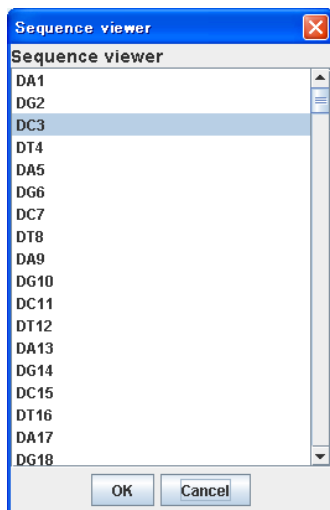 Sequence viewer
Sequence viewer
DA1
DG2
DC3
DT4
DA5
DG6
DC7
DT8
DA9
DG10
DC11
DT12
DA13
DG14
DC15
DT16
DA17
DG18
OK Cancel